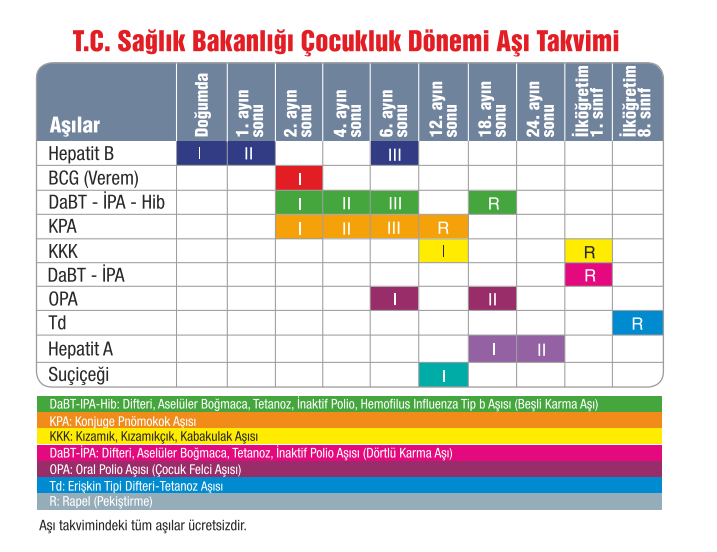 T.C. Sağlık Bakanlığı Çocukluk Dönemi Aşı Takvimi
Aşılar
Doğumda
1. ayın sonu
2. ayın sonu
4. ayın sonu
6. ayın sonu
12. ayın sonu
18. ayın sonu
24. ayın sonu
İlköğretim 1. sınıf
İlköğretim 8. sınıf
Hepatit B I II III
BCG (Verem) I
DaBT - İPA - Hib I II III R
KPA I II III R
KKK I R
DaBT - İPA R
OPA I II
Td R
Hepatit A I II
Suçiçeği I
DaBT-IPA-Hib: Difteri, Aselüler Boğmaca, Tetanoz, İnaktif Polio, Hemofilus Influenza Tip b Aşısı (Beşli Karma Aşı)
KPA: Konjuge Pnömokok Aşısı
KKK: Kızamık, Kızamıkçık, Kabakulak Aşısı
DaBT-İPA: Difteri, Aselüler Boğmaca, Tetanoz, İnaktif Polio Aşısı (Dörtlü Karma Aşı)
OPA: Oral Polio Aşısı (Çocuk Felci Aşısı)
Td: Erişkin Tipi Difteri-Tetanoz Aşısı
R: Rapel (Pekiştirme)
Aşı takvimindeki tüm aşılar ücretsizdir.